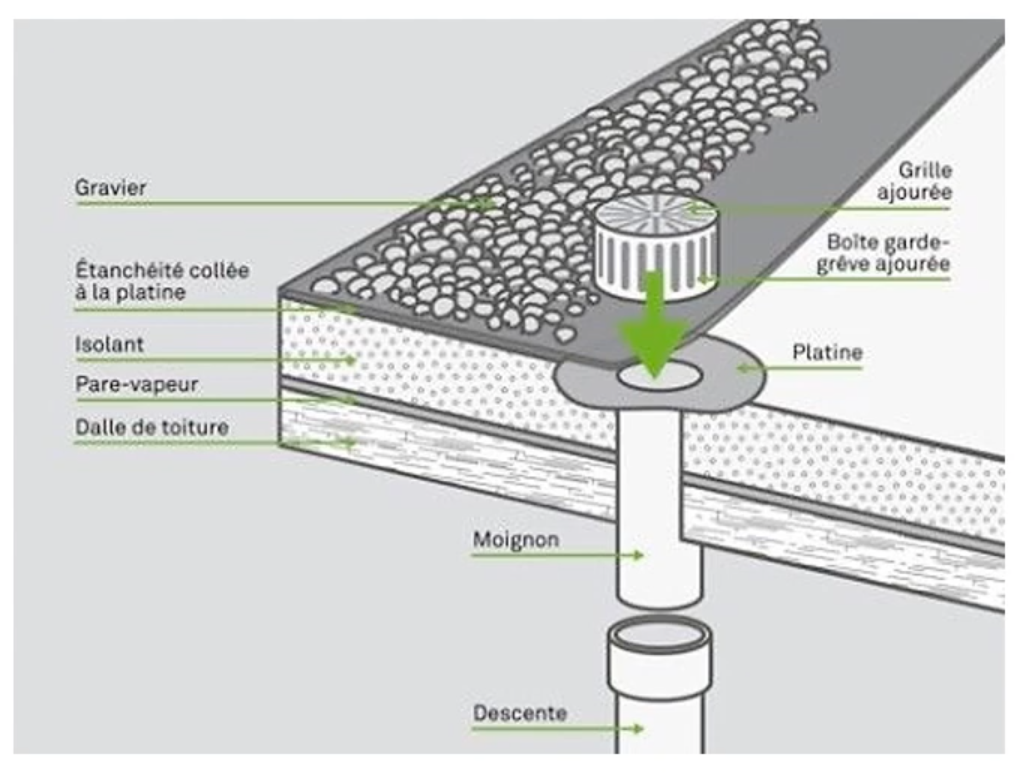 Gravier
Grille
ajourée
Boîte garde-
grêve ajourée
Étanchéité collée
à la platine
Isolant
Platine
Pare-vapeur
Dalle de toiture
Moignon
Descente